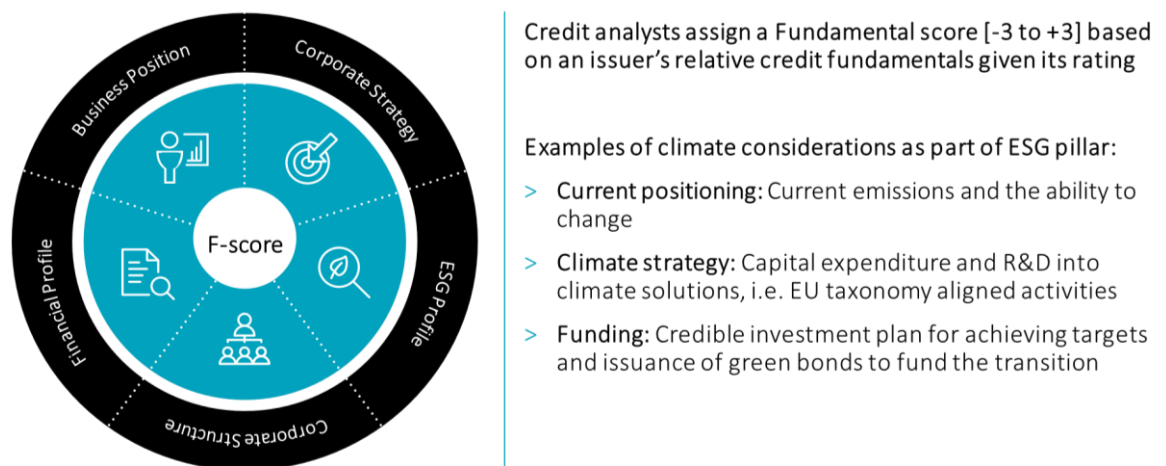 Business Position
Corporate Strategy
Financial Profile
F-score
ESG Profile
Corporate Structure
Credit analysts assign a Fundamental score [-3 to +3] based
on an issuer's relative credit fundamentals given its rating
Examples of climate considerations as part of ESG pillar:
> Current positioning: Current emissions and the ability to
change
> Climate strategy: Capital expenditure and R&D into
climate solutions, i.e. EU taxonomy aligned activities
> Funding: Credible investment plan for achieving targets
and issuance of green bonds to fund the transition